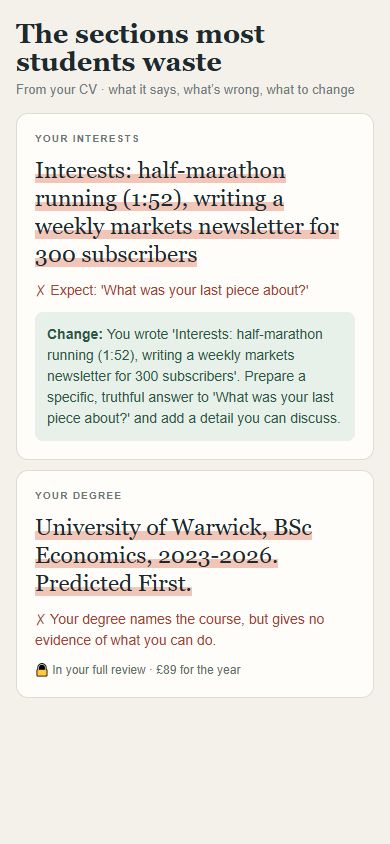 The sections most
students waste
From your CV · what it says, what's wrong, what to change
YOUR INTERESTS
Interests: half-marathon
running (1:52), writing a
weekly markets newsletter for
300 subscribers
✗ Expect: 'What was your last piece about?'
Change: You wrote 'Interests: half-marathon
running (1:52), writing a weekly markets
newsletter for 300 subscribers'. Prepare a
specific, truthful answer to 'What was your last
piece about?' and add a detail you can discuss.
YOUR DEGREE
University of Warwick, BSc
Economics, 2023-2026.
Predicted First.
✗ Your degree names the course, but gives no
evidence of what you can do.
🔒 In your full review · £89 for the year